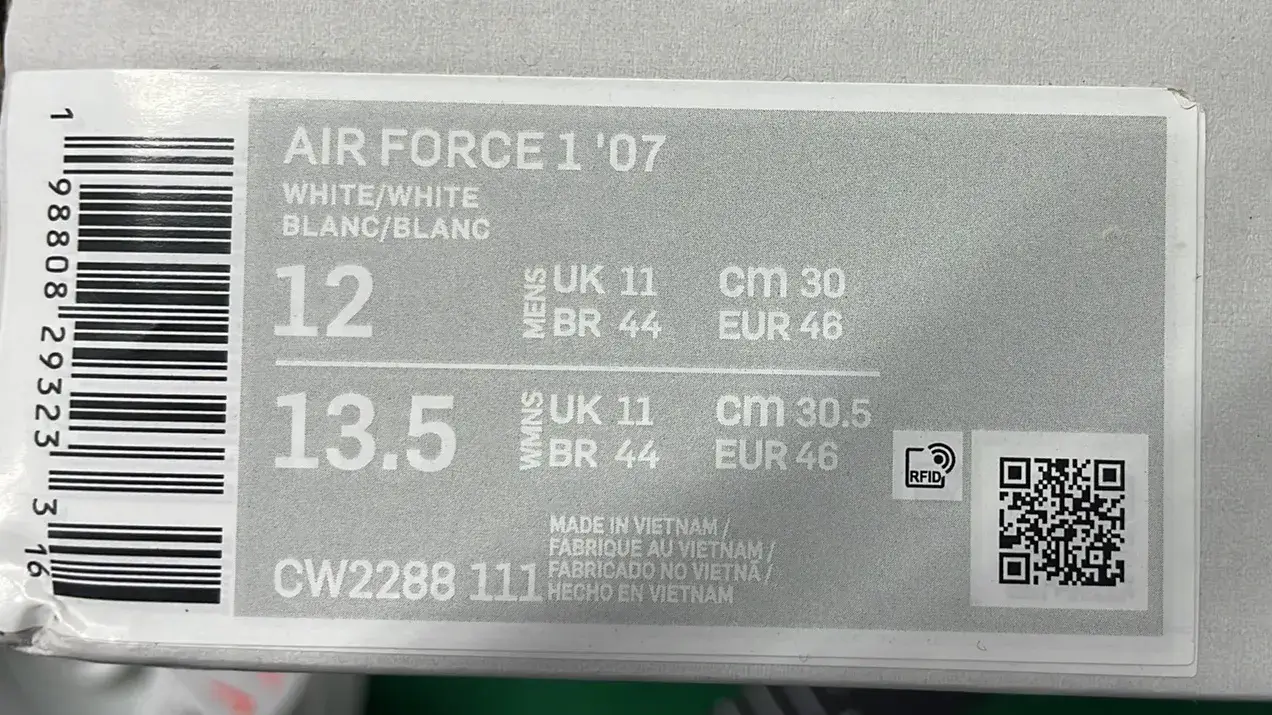 1 98808 29323 3 16
AIR FORCE 1 '07
WHITE/WHITE
BLANC/BLANC
12
MENS
UK 11
cm 30
BR 44
EUR 46
13.5
WMNS
UK 11
cm 30.5
BR 44
EUR 46
RFID
MADE IN VIETNAM /
FABRIQUE AU VIETNAM /
FABRICADO NO VIETNÃ /
HECHO EN VIETNAM
CW2288 111